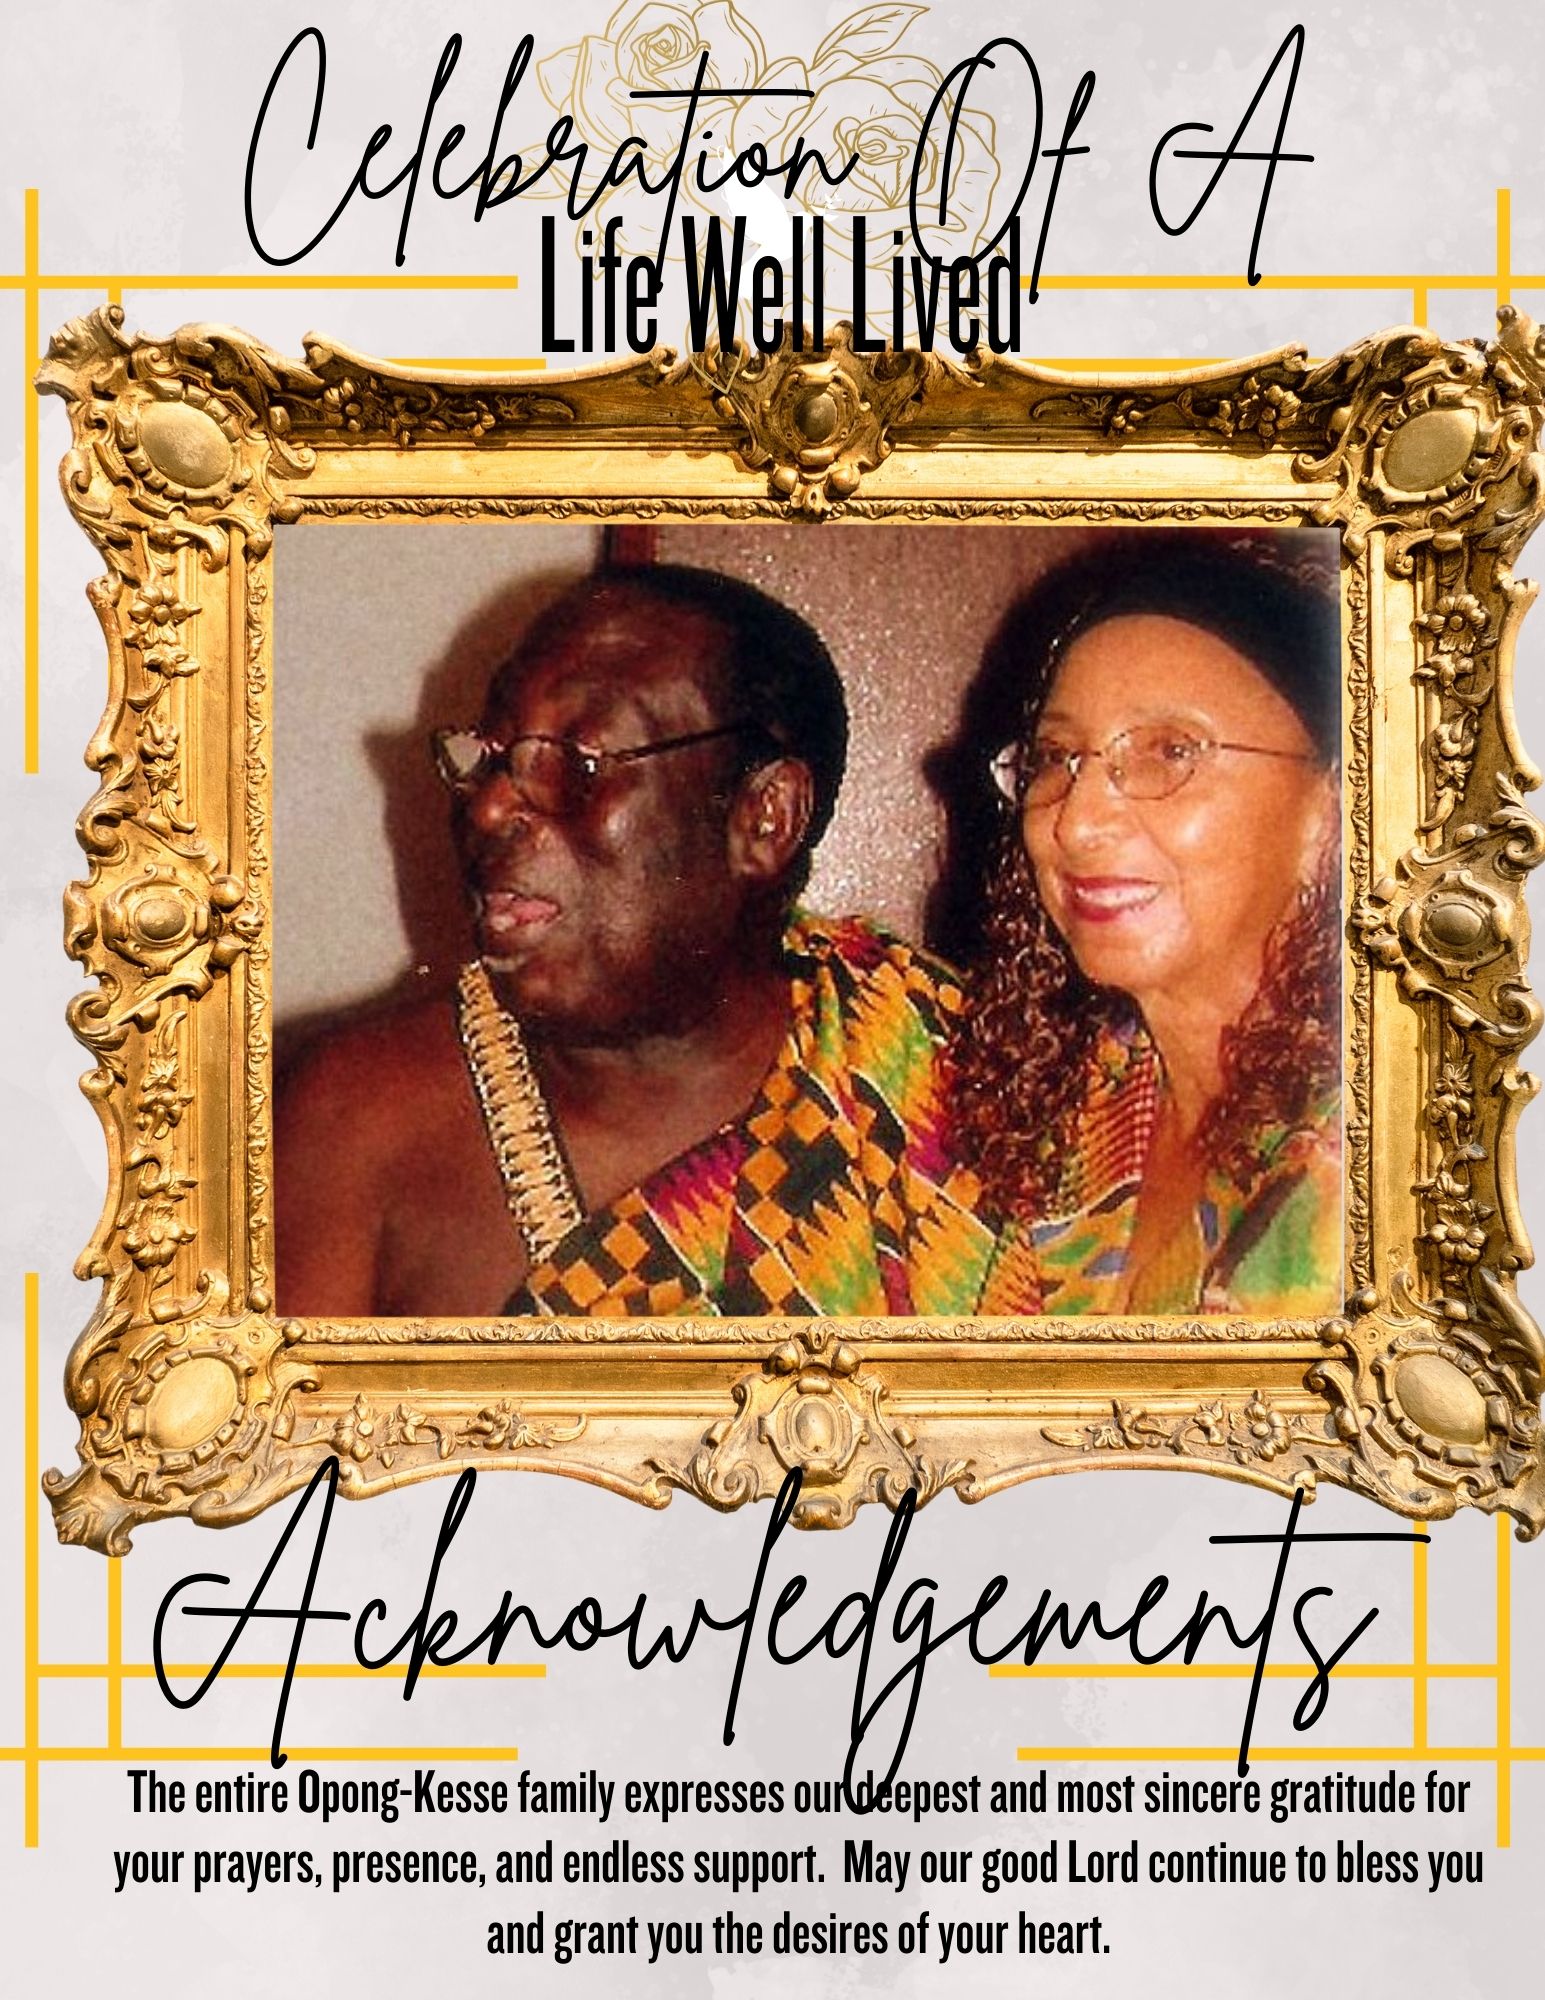 Celebration Of A
Life Well Lived
Acknowledgements
The entire Opong-Kesse family expresses our deepest and most sincere gratitude for
your prayers, presence, and endless support.  May our good Lord continue to bless you
and grant you the desires of your heart.